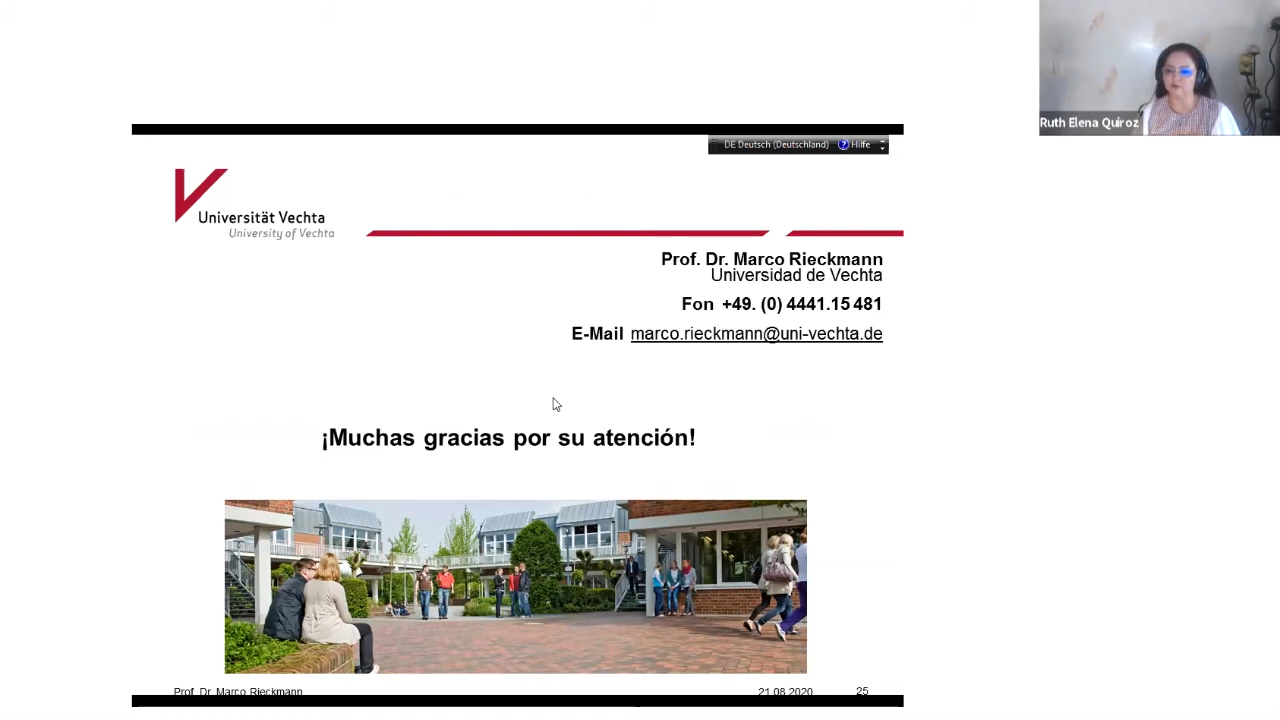 Ruth Elena Quiroz
DE Deutsch (Deutschland) ? Hilfe
Universität Vechta
University of Vechta
Prof. Dr. Marco Rieckmann
Universidad de Vechta
Fon +49. (0) 4441.15 481
E-Mail marco.rieckmann@uni-vechta.de
¡Muchas gracias por su atención!
Prof. Dr. Marco Rieckmann 21.08.2020 25